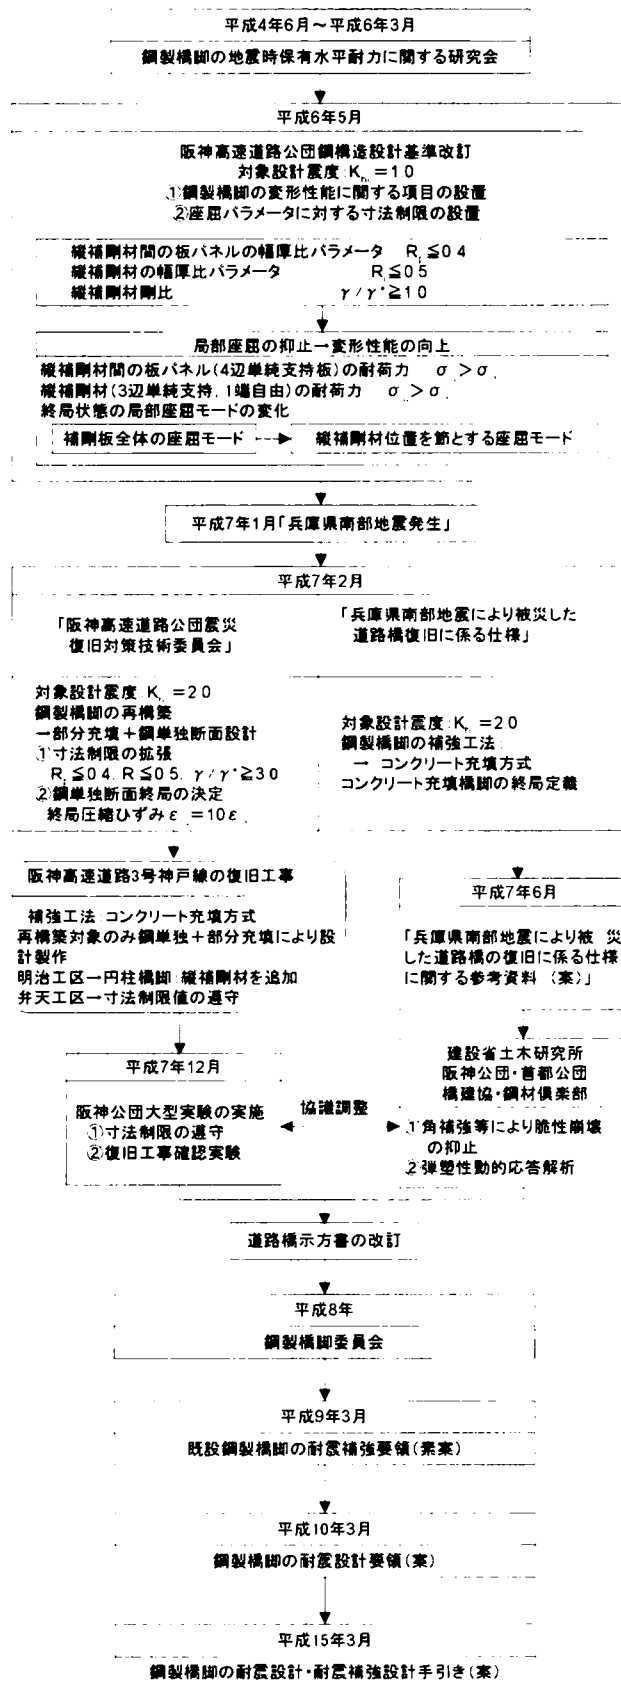 平成4年6月～平成6年3月
鋼製橋脚の地震時保有水平耐力に関する研究会
平成6年5月
阪神高速道路公団鋼構造設計基準改訂
対象設計震度:Kh=1.0
①鋼製橋脚の変形性能に関する項目の設置
②座屈パラメータに対する寸法制限の設置
縦補剛材間の板パネルの幅厚比パラメータ R ≦0.4
縦補剛材の幅厚比パラメータ R ≦0.5
縦補剛材剛比 γ/γ*≧1.0
局部座屈の抑止→変形性能の向上
縦補剛材間の板パネル(4辺単純支持板)の耐荷力 σ >σ
縦補剛材(3辺単純支持,1端自由)の耐荷力 σ >σ
終局状態の局部座屈モードの変化
補剛板全体の座屈モード
縦補剛材位置を節とする座屈モード
平成7年1月「兵庫県南部地震発生」
平成7年2月
「阪神高速道路公団震災
復旧対策技術委員会」
対象設計震度:Kh=2.0
鋼製橋脚の再構築
→部分充填+鋼単独断面設計
①寸法制限の拡張
R ≦0.4, R ≦0.5, γ/γ*≧3.0
②鋼単独断面終局の決定
終局圧縮ひずみε =10ε
「兵庫県南部地震により被災した
道路橋復旧に係る仕様」
対象設計震度:Kh=2.0
鋼製橋脚の補強工法:
→ コンクリート充填方式
コンクリート充填橋脚の終局定義
阪神高速道路3号神戸線の復旧工事
補強工法:コンクリート充填方式
再構築対象のみ鋼単独+部分充填により設
計製作
明治工区→円柱橋脚:縦補剛材を追加
弁天工区→寸法制限値の遵守
平成7年6月
「兵庫県南部地震により被 災
した道路橋の復旧に係る仕様
に関する参考資料 (案)」
平成7年12月
阪神公団大型実験の実施
①寸法制限の遵守
②復旧工事確認実験
協議調整
建設省土木研究所
阪神公団・首都公団
橋建協・鋼材倶楽部
①角補強等により脆性崩壊
の抑止
②弾塑性動的応答解析
道路橋示方書の改訂
平成8年
鋼製橋脚委員会
平成9年3月
既設鋼製橋脚の耐震補強要領(素案)
平成10年3月
鋼製橋脚の耐震設計要領(案)
平成15年3月
鋼製橋脚の耐震設計・耐震補強設計手引き(案)